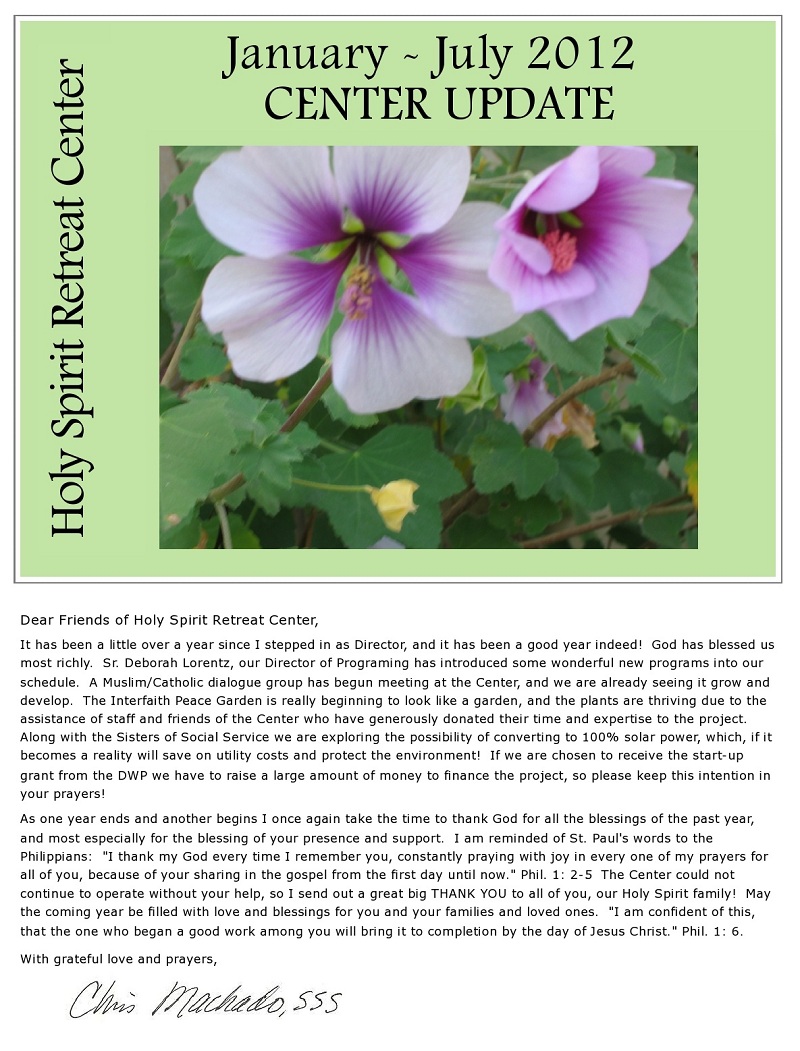 January ~ July 2012
CENTER UPDATE
Holy Spirit Retreat Center
Dear Friends of Holy Spirit Retreat Center,
It has been a little over a year since I stepped in as Director, and it has been a good year indeed!  God has blessed us
most richly.  Sr. Deborah Lorentz, our Director of Programing has introduced some wonderful new programs into our
schedule.  A Muslim/Catholic dialogue group has begun meeting at the Center, and we are already seeing it grow and
develop.  The Interfaith Peace Garden is really beginning to look like a garden, and the plants are thriving due to the
assistance of staff and friends of the Center who have generously donated their time and expertise to the project.
Along with the Sisters of Social Service we are exploring the possibility of converting to 100% solar power, which, if it
becomes a reality will save on utility costs and protect the environment!  If we are chosen to receive the start-up
grant from the DWP we have to raise a large amount of money to finance the project, so please keep this intention in
your prayers!
As one year ends and another begins I once again take the time to thank God for all the blessings of the past year,
and most especially for the blessing of your presence and support.  I am reminded of St. Paul's words to the
Philippians:  "I thank my God every time I remember you, constantly praying with joy in every one of my prayers for
all of you, because of your sharing in the gospel from the first day until now." Phil. 1: 2-5  The Center could not
continue to operate without your help, so I send out a great big THANK YOU to all of you, our Holy Spirit family!  May
the coming year be filled with love and blessings for you and your families and loved ones.  "I am confident of this,
that the one who began a good work among you will bring it to completion by the day of Jesus Christ." Phil. 1: 6.
With grateful love and prayers,
Chris Machado, SSS